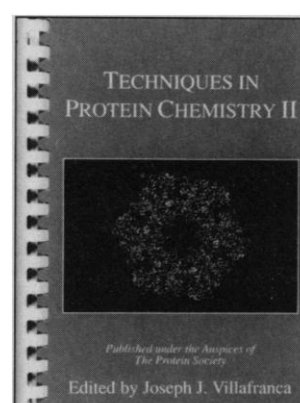 TECHNIQUES IN
PROTEIN CHEMISTRY II
Published under the Auspices of
The Protein Society
Edited by Joseph J. Villafranca